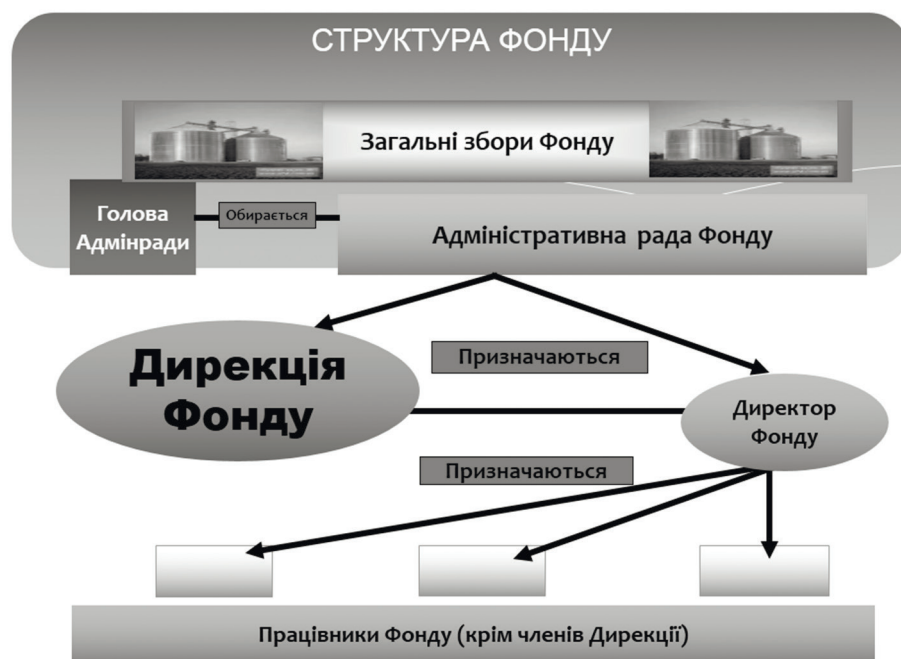 СТРУКТУРА ФОНДУ
Загальні збори Фонду
Голова
Адмінради
Обирається
Адміністративна рада Фонду
Дирекція
Фонду
Призначаються
Директор
Фонду
Призначаються
Працівники Фонду (крім членів Дирекції)